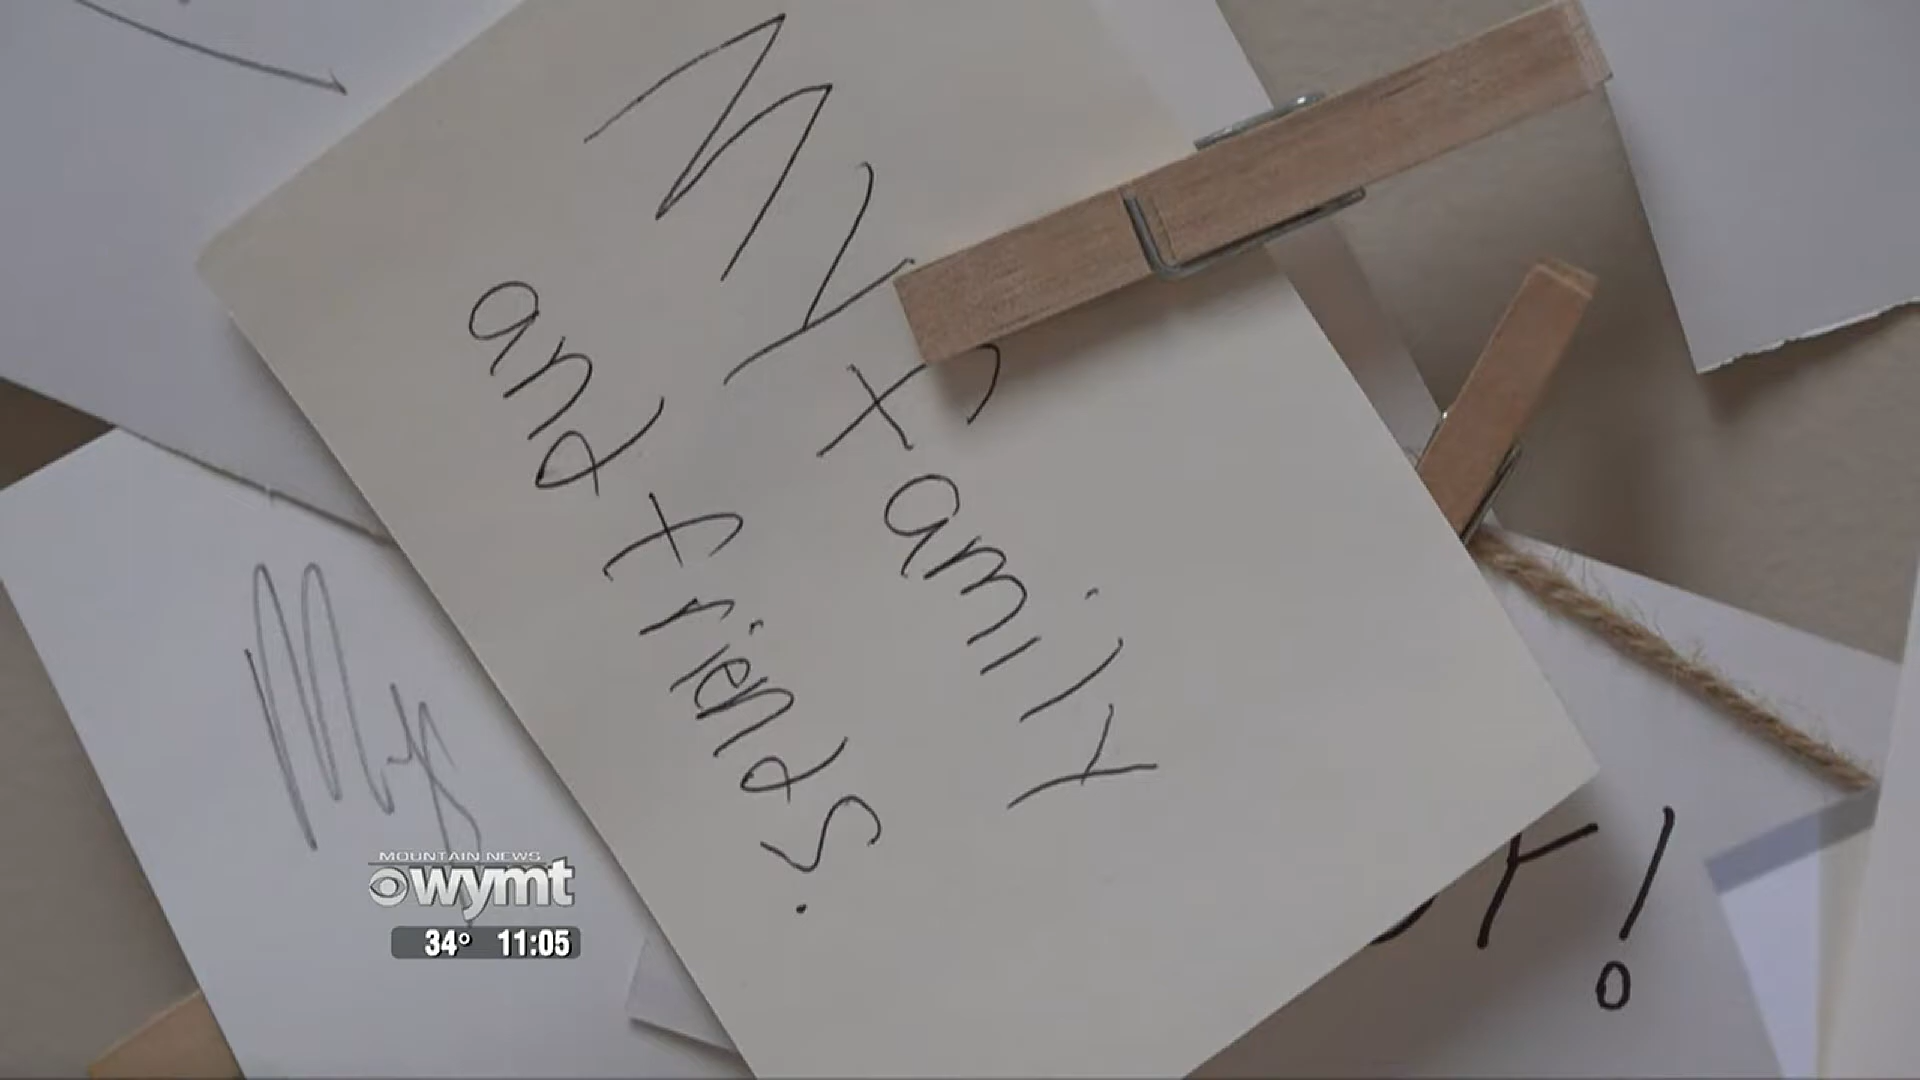 My family
and friends.
My
Y!
MOUNTAIN NEWS
wymt
34° 11:05